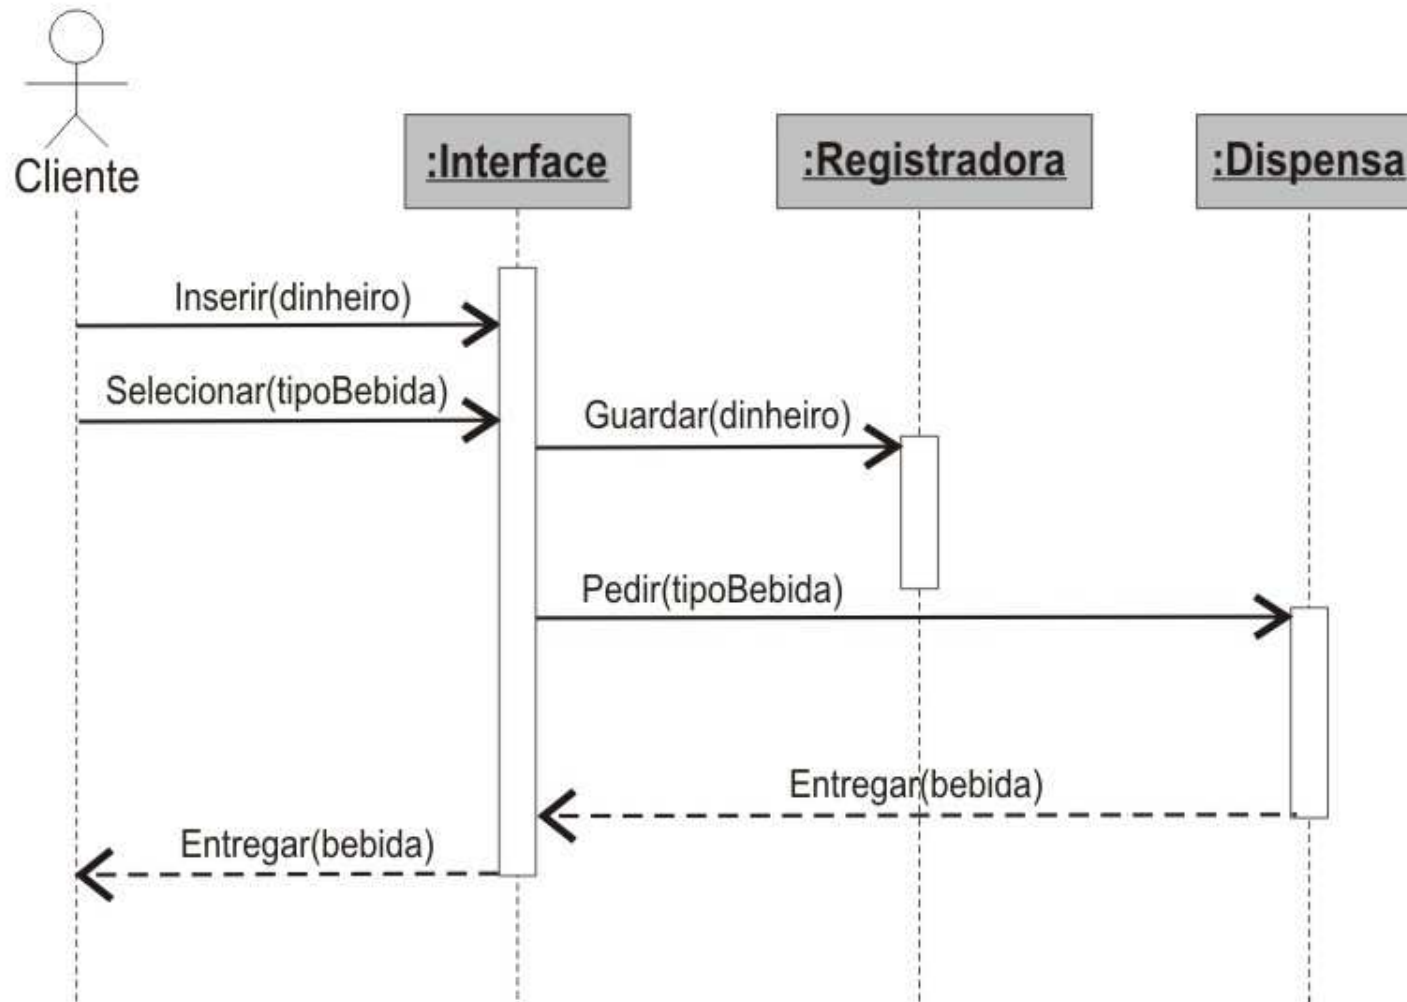 Cliente
:Interface
:Registradora
:Dispensa
Inserir(dinheiro)
Selecionar(tipoBebida)
Guardar(dinheiro)
Pedir(tipoBebida)
Entregar(bebida)
Entregar(bebida)